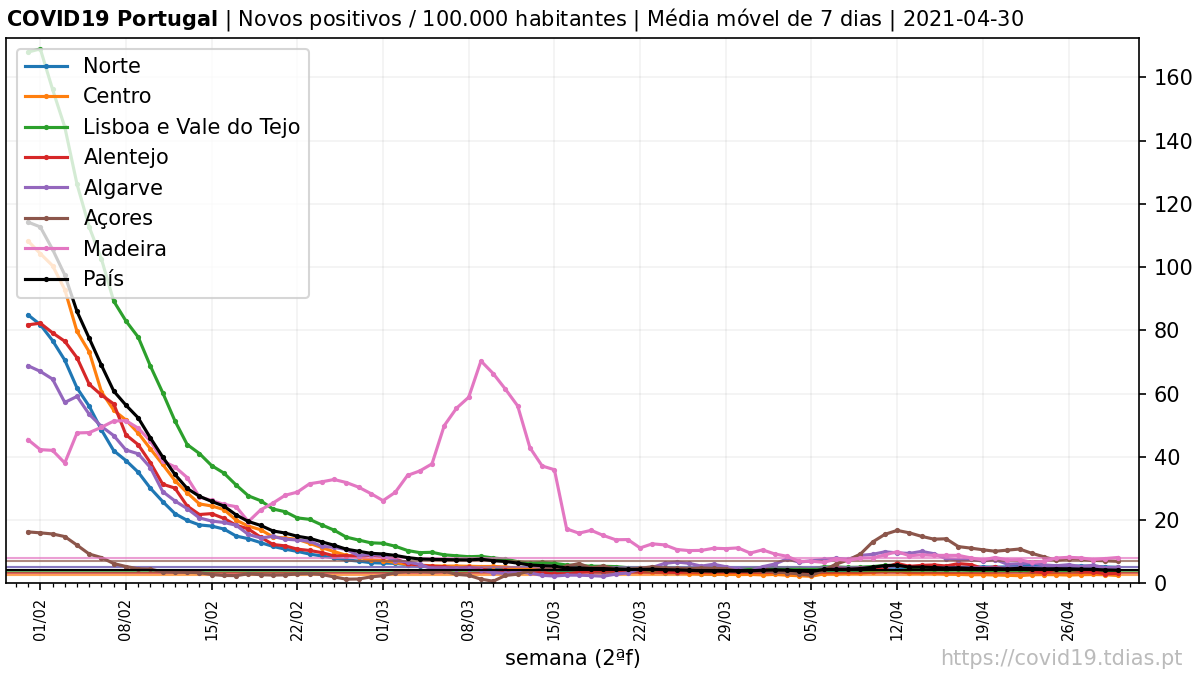 COVID19 Portugal | Novos positivos / 100.000 habitantes | Média móvel de 7 dias | 2021-04-30
Norte
Centro
Lisboa e Vale do Tejo
Alentejo
Algarve
Açores
Madeira
País
160
140
120
100
80
60
40
20
0
01/02
08/02
15/02
22/02
01/03
08/03
15/03
22/03
29/03
05/04
12/04
19/04
26/04
semana (2ªf)
https://covid19.tdias.pt